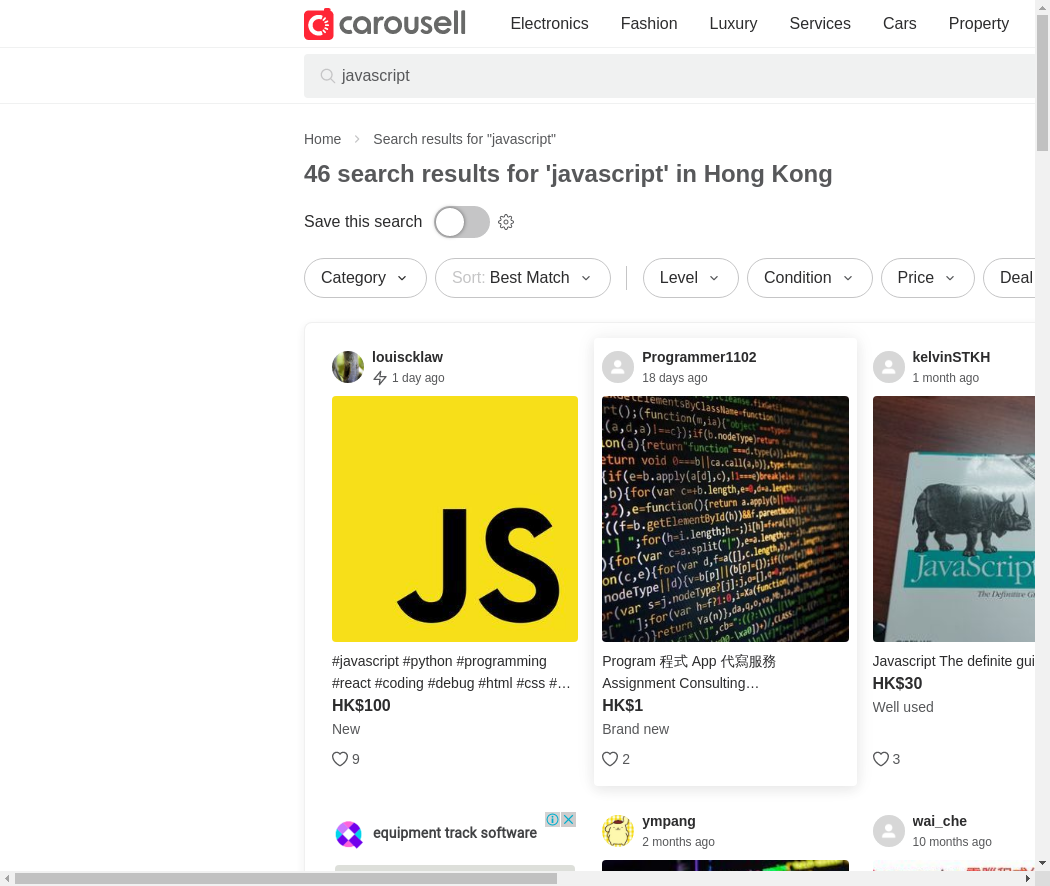 carousell
Electronics
Fashion
Luxury
Services
Cars
Property
javascript
Home
Search results for "javascript"
46 search results for 'javascript' in Hong Kong
Save this search
Category
Sort: Best Match
Level
Condition
Price
Deal
louiscklaw
1 day ago
JS
#javascript #python #programming
#react #coding #debug #html #css #…
HK$100
New
9
Programmer1102
18 days ago
Program 程式 App 代寫服務
Assignment Consulting…
HK$1
Brand new
2
kelvinSTKH
1 month ago
JavaScript
Javascript The definite gui
HK$30
Well used
3
equipment track software
ympang
2 months ago
wai_che
10 months ago